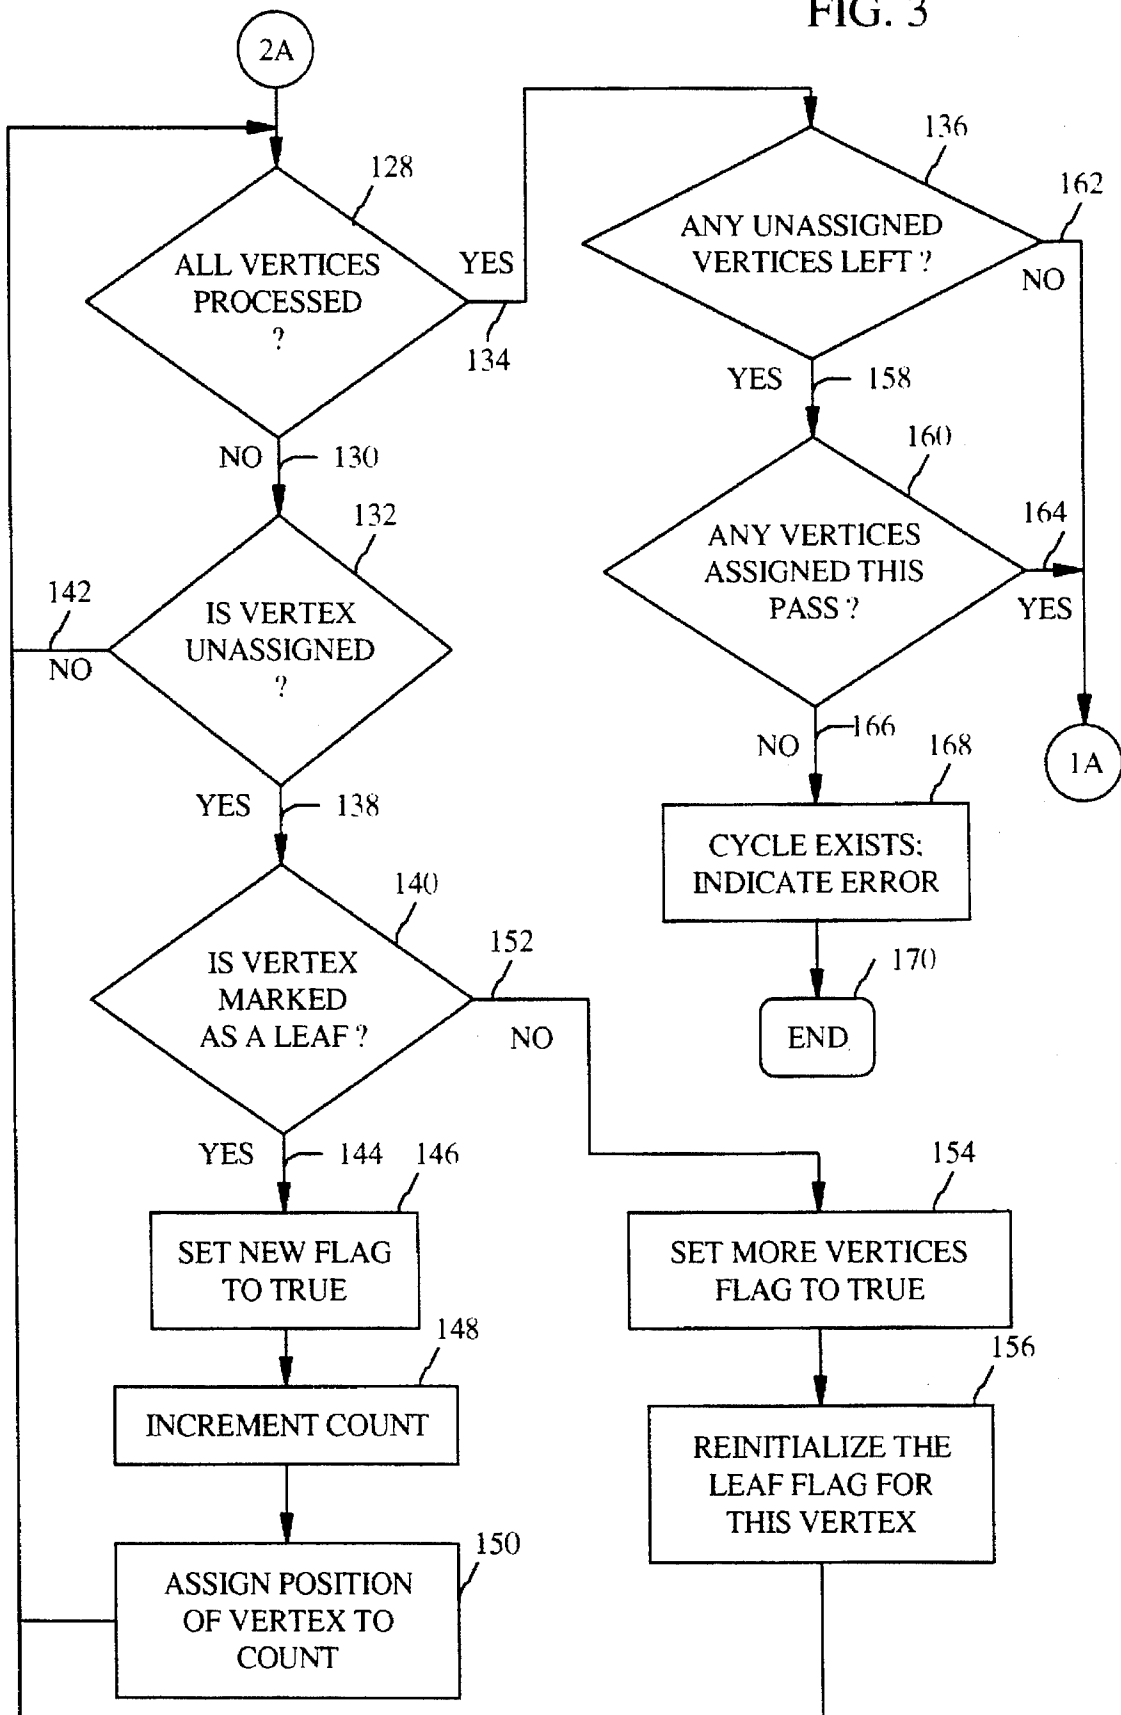 FIG. 3
2A
128
ALL VERTICES
PROCESSED
?
YES
134
136
ANY UNASSIGNED
VERTICES LEFT ?
162
NO
YES
158
NO
130
160
ANY VERTICES
ASSIGNED THIS
PASS ?
164
YES
132
IS VERTEX
UNASSIGNED
?
142
NO
NO
166
1A
168
CYCLE EXISTS;
INDICATE ERROR
YES
138
140
IS VERTEX
MARKED
AS A LEAF ?
152
NO
170
END
YES
144
146
SET NEW FLAG
TO TRUE
154
SET MORE VERTICES
FLAG TO TRUE
148
INCREMENT COUNT
156
REINITIALIZE THE
LEAF FLAG FOR
THIS VERTEX
150
ASSIGN POSITION
OF VERTEX TO
COUNT